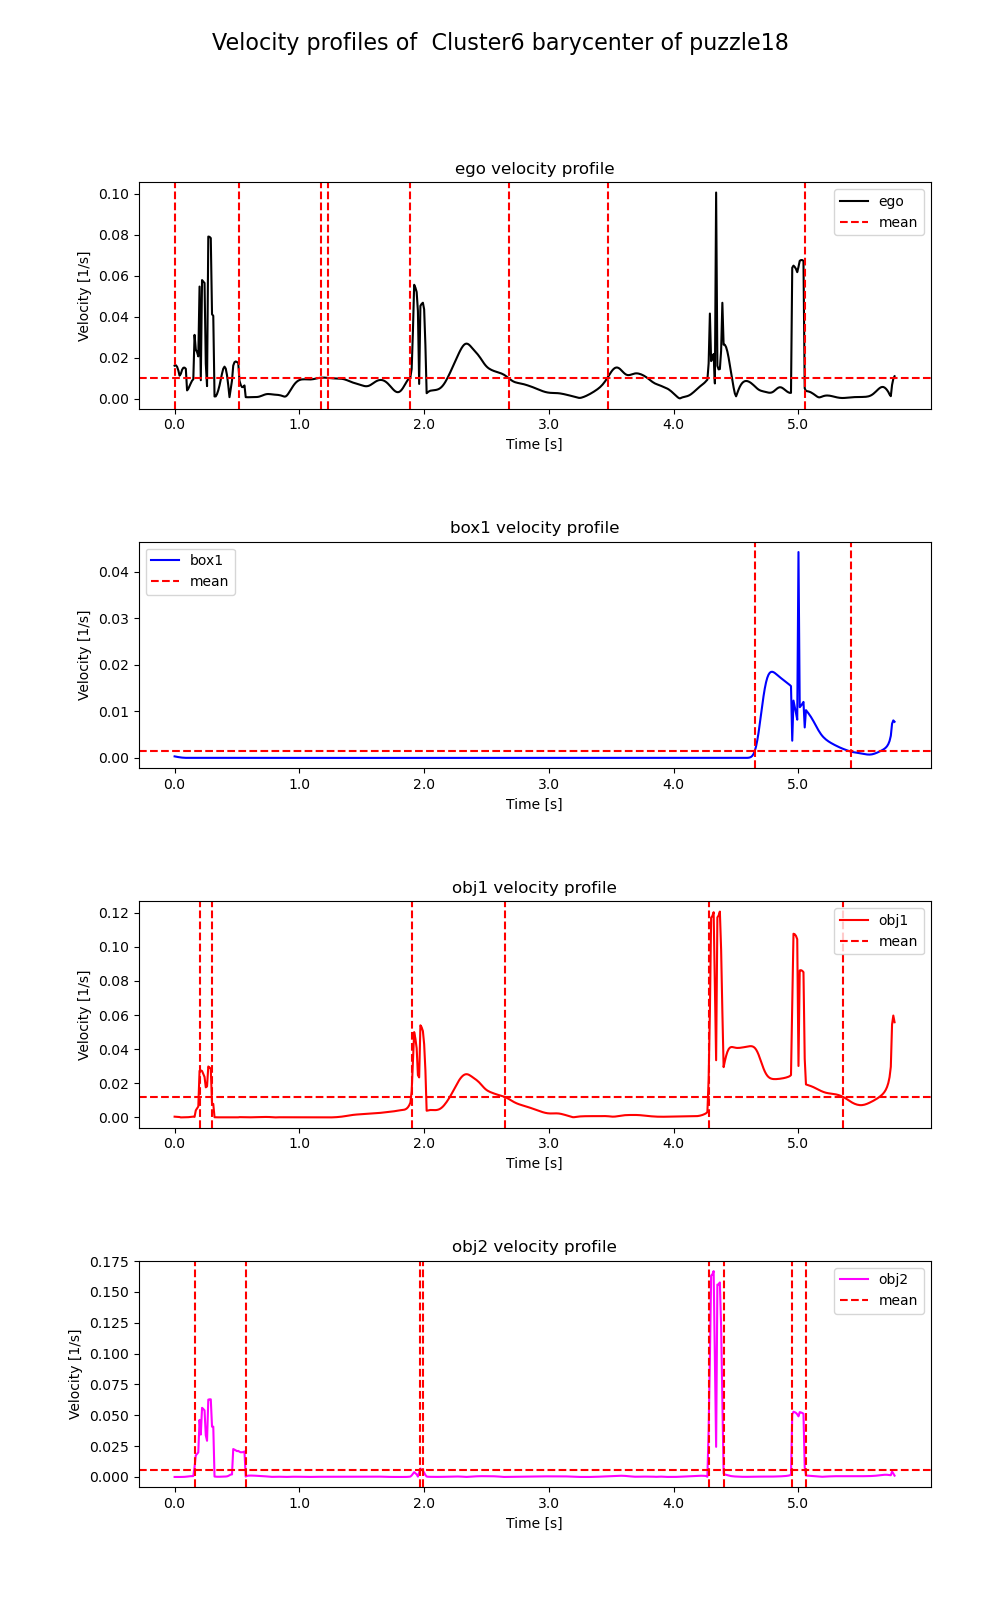 Velocity profiles of  Cluster6 barycenter of puzzle18
ego velocity profile
Velocity [1/s]
0.10
0.08
0.06
0.04
0.02
0.00
ego
mean
0.0 1.0 2.0 3.0 4.0 5.0
Time [s]
box1 velocity profile
Velocity [1/s]
0.04
0.03
0.02
0.01
0.00
box1
mean
0.0 1.0 2.0 3.0 4.0 5.0
Time [s]
obj1 velocity profile
Velocity [1/s]
0.12
0.10
0.08
0.06
0.04
0.02
0.00
obj1
mean
0.0 1.0 2.0 3.0 4.0 5.0
Time [s]
obj2 velocity profile
Velocity [1/s]
0.175
0.150
0.125
0.100
0.075
0.050
0.025
0.000
obj2
mean
0.0 1.0 2.0 3.0 4.0 5.0
Time [s]